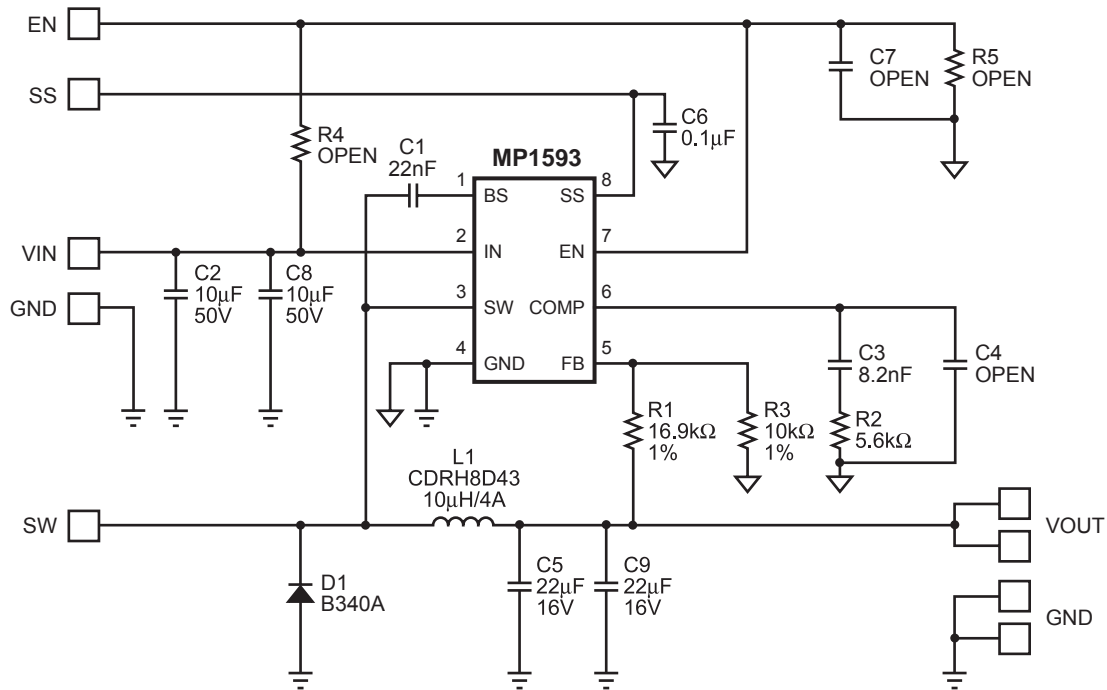 EN
SS
VIN
GND
SW
R4
OPEN
C1
22nF
MP1593
C6
0.1μF
C7
OPEN
R5
OPEN
1
BS
SS
8
2
IN
EN
7
3
SW
COMP
6
4
GND
FB
5
C2
10μF
50V
C8
10μF
50V
C3
8.2nF
C4
OPEN
R1
16.9kΩ
1%
R3
10kΩ
1%
R2
5.6kΩ
L1
CDRH8D43
10μH/4A
D1
B340A
C5
22μF
16V
C9
22μF
16V
VOUT
GND